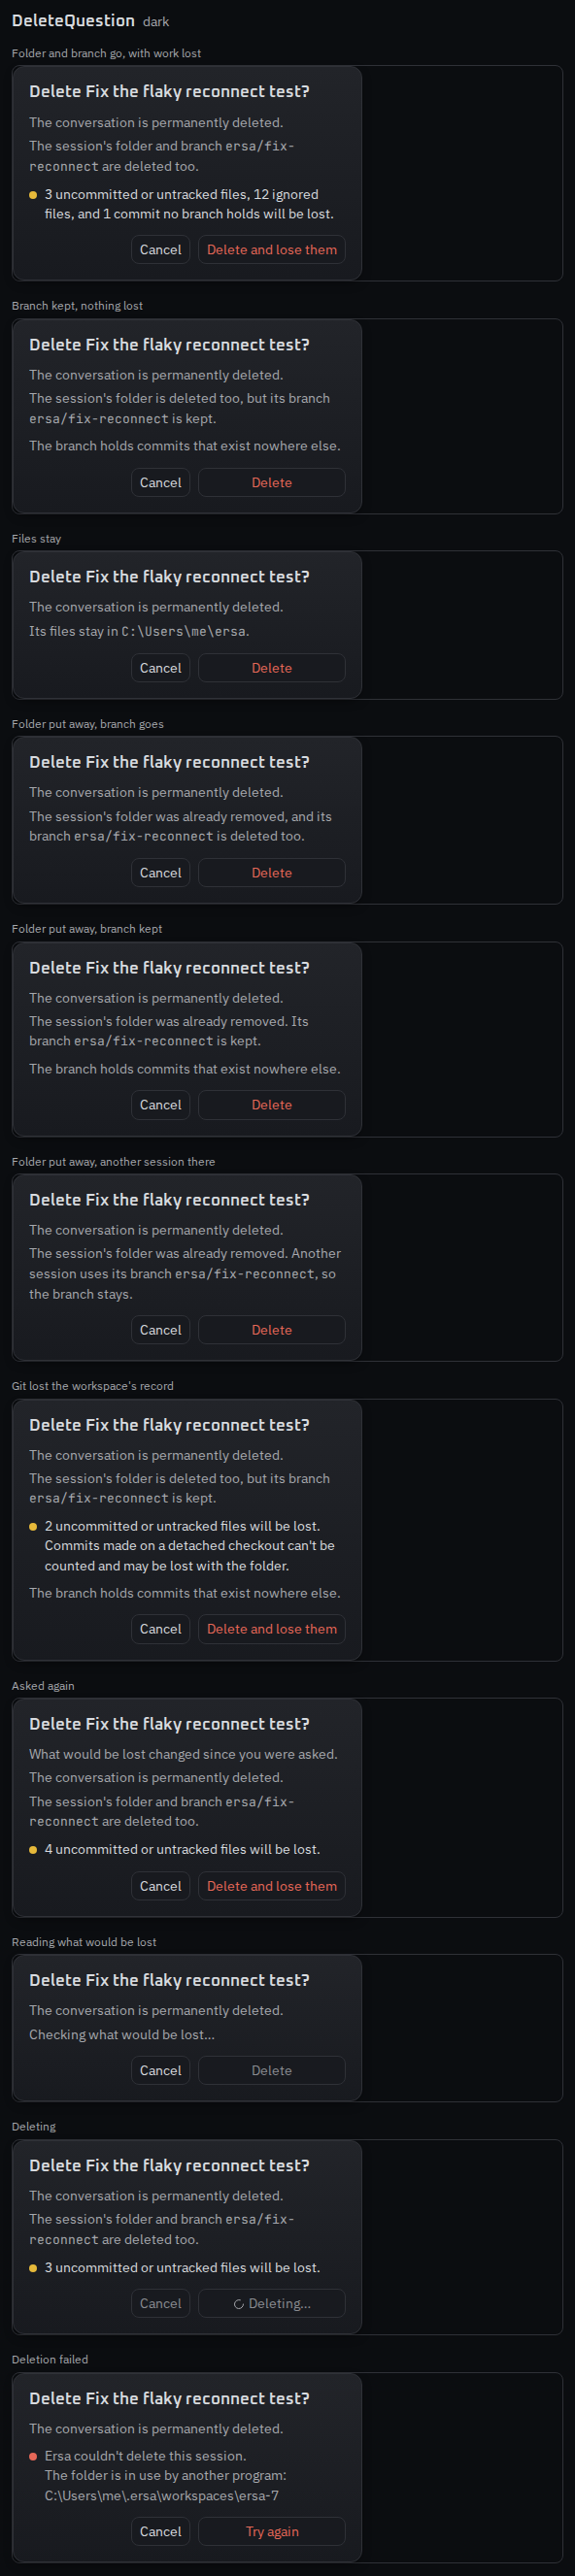 DeleteQuestion dark
Folder and branch go, with work lost
Delete Fix the flaky reconnect test?
The conversation is permanently deleted.
The session's folder and branch ersa/fix-
reconnect are deleted too.
3 uncommitted or untracked files, 12 ignored
files, and 1 commit no branch holds will be lost.
Cancel Delete and lose them
Branch kept, nothing lost
Delete Fix the flaky reconnect test?
The conversation is permanently deleted.
The session's folder is deleted too, but its branch
ersa/fix-reconnect is kept.
The branch holds commits that exist nowhere else.
Cancel Delete
Files stay
Delete Fix the flaky reconnect test?
The conversation is permanently deleted.
Its files stay in C:\Users\me\ersa.
Cancel Delete
Folder put away, branch goes
Delete Fix the flaky reconnect test?
The conversation is permanently deleted.
The session's folder was already removed, and its
branch ersa/fix-reconnect is deleted too.
Cancel Delete
Folder put away, branch kept
Delete Fix the flaky reconnect test?
The conversation is permanently deleted.
The session's folder was already removed. Its
branch ersa/fix-reconnect is kept.
The branch holds commits that exist nowhere else.
Cancel Delete
Folder put away, another session there
Delete Fix the flaky reconnect test?
The conversation is permanently deleted.
The session's folder was already removed. Another
session uses its branch ersa/fix-reconnect, so
the branch stays.
Cancel Delete
Git lost the workspace's record
Delete Fix the flaky reconnect test?
The conversation is permanently deleted.
The session's folder is deleted too, but its branch
ersa/fix-reconnect is kept.
2 uncommitted or untracked files will be lost.
Commits made on a detached checkout can't be
counted and may be lost with the folder.
The branch holds commits that exist nowhere else.
Cancel Delete and lose them
Asked again
Delete Fix the flaky reconnect test?
What would be lost changed since you were asked.
The conversation is permanently deleted.
The session's folder and branch ersa/fix-
reconnect are deleted too.
4 uncommitted or untracked files will be lost.
Cancel Delete and lose them
Reading what would be lost
Delete Fix the flaky reconnect test?
The conversation is permanently deleted.
Checking what would be lost...
Cancel Delete
Deleting
Delete Fix the flaky reconnect test?
The conversation is permanently deleted.
The session's folder and branch ersa/fix-
reconnect are deleted too.
3 uncommitted or untracked files will be lost.
Cancel Deleting...
Deletion failed
Delete Fix the flaky reconnect test?
The conversation is permanently deleted.
Ersa couldn't delete this session.
The folder is in use by another program:
C:\Users\me\.ersa\workspaces\ersa-7
Cancel Try again